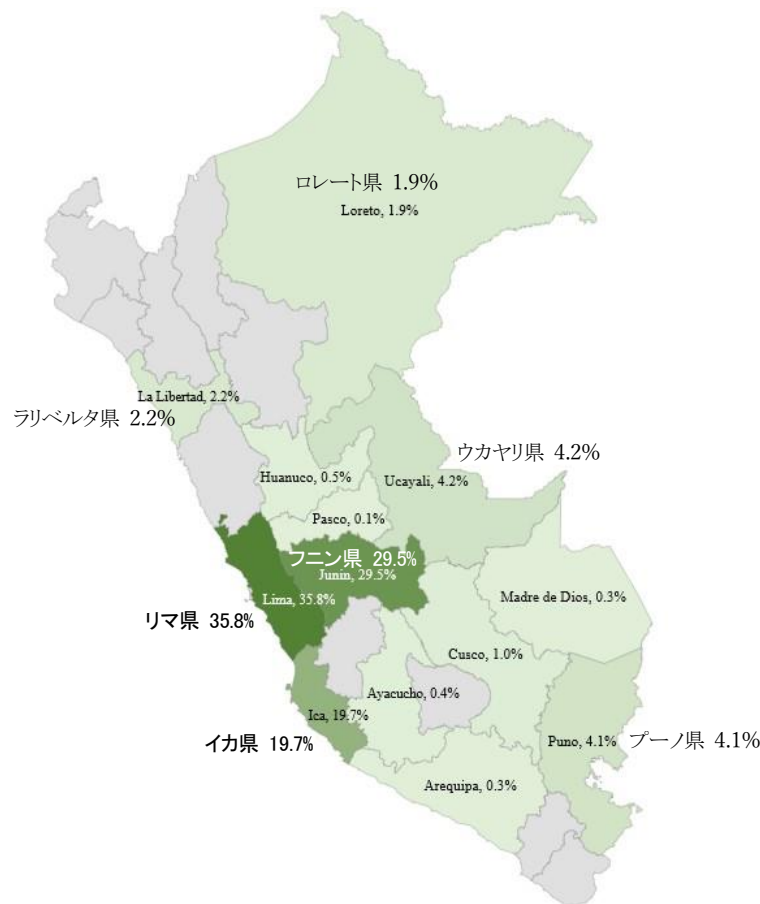 ロレート県 1.9%
Loreto, 1.9%
La Libertad, 2.2%
ラリベルタ県 2.2%
ウカヤリ県 4.2%
Huanuco, 0.5%
Ucayali, 4.2%
Pasco, 0.1%
フニン県 29.5%
Junin, 29.5%
Lima, 35.8%
Madre de Dios, 0.3%
リマ県 35.8%
Cusco, 1.0%
Ayacucho, 0.4%
Ica, 19.7%
イカ県 19.7%
Puno, 4.1%
プーノ県 4.1%
Arequipa, 0.3%